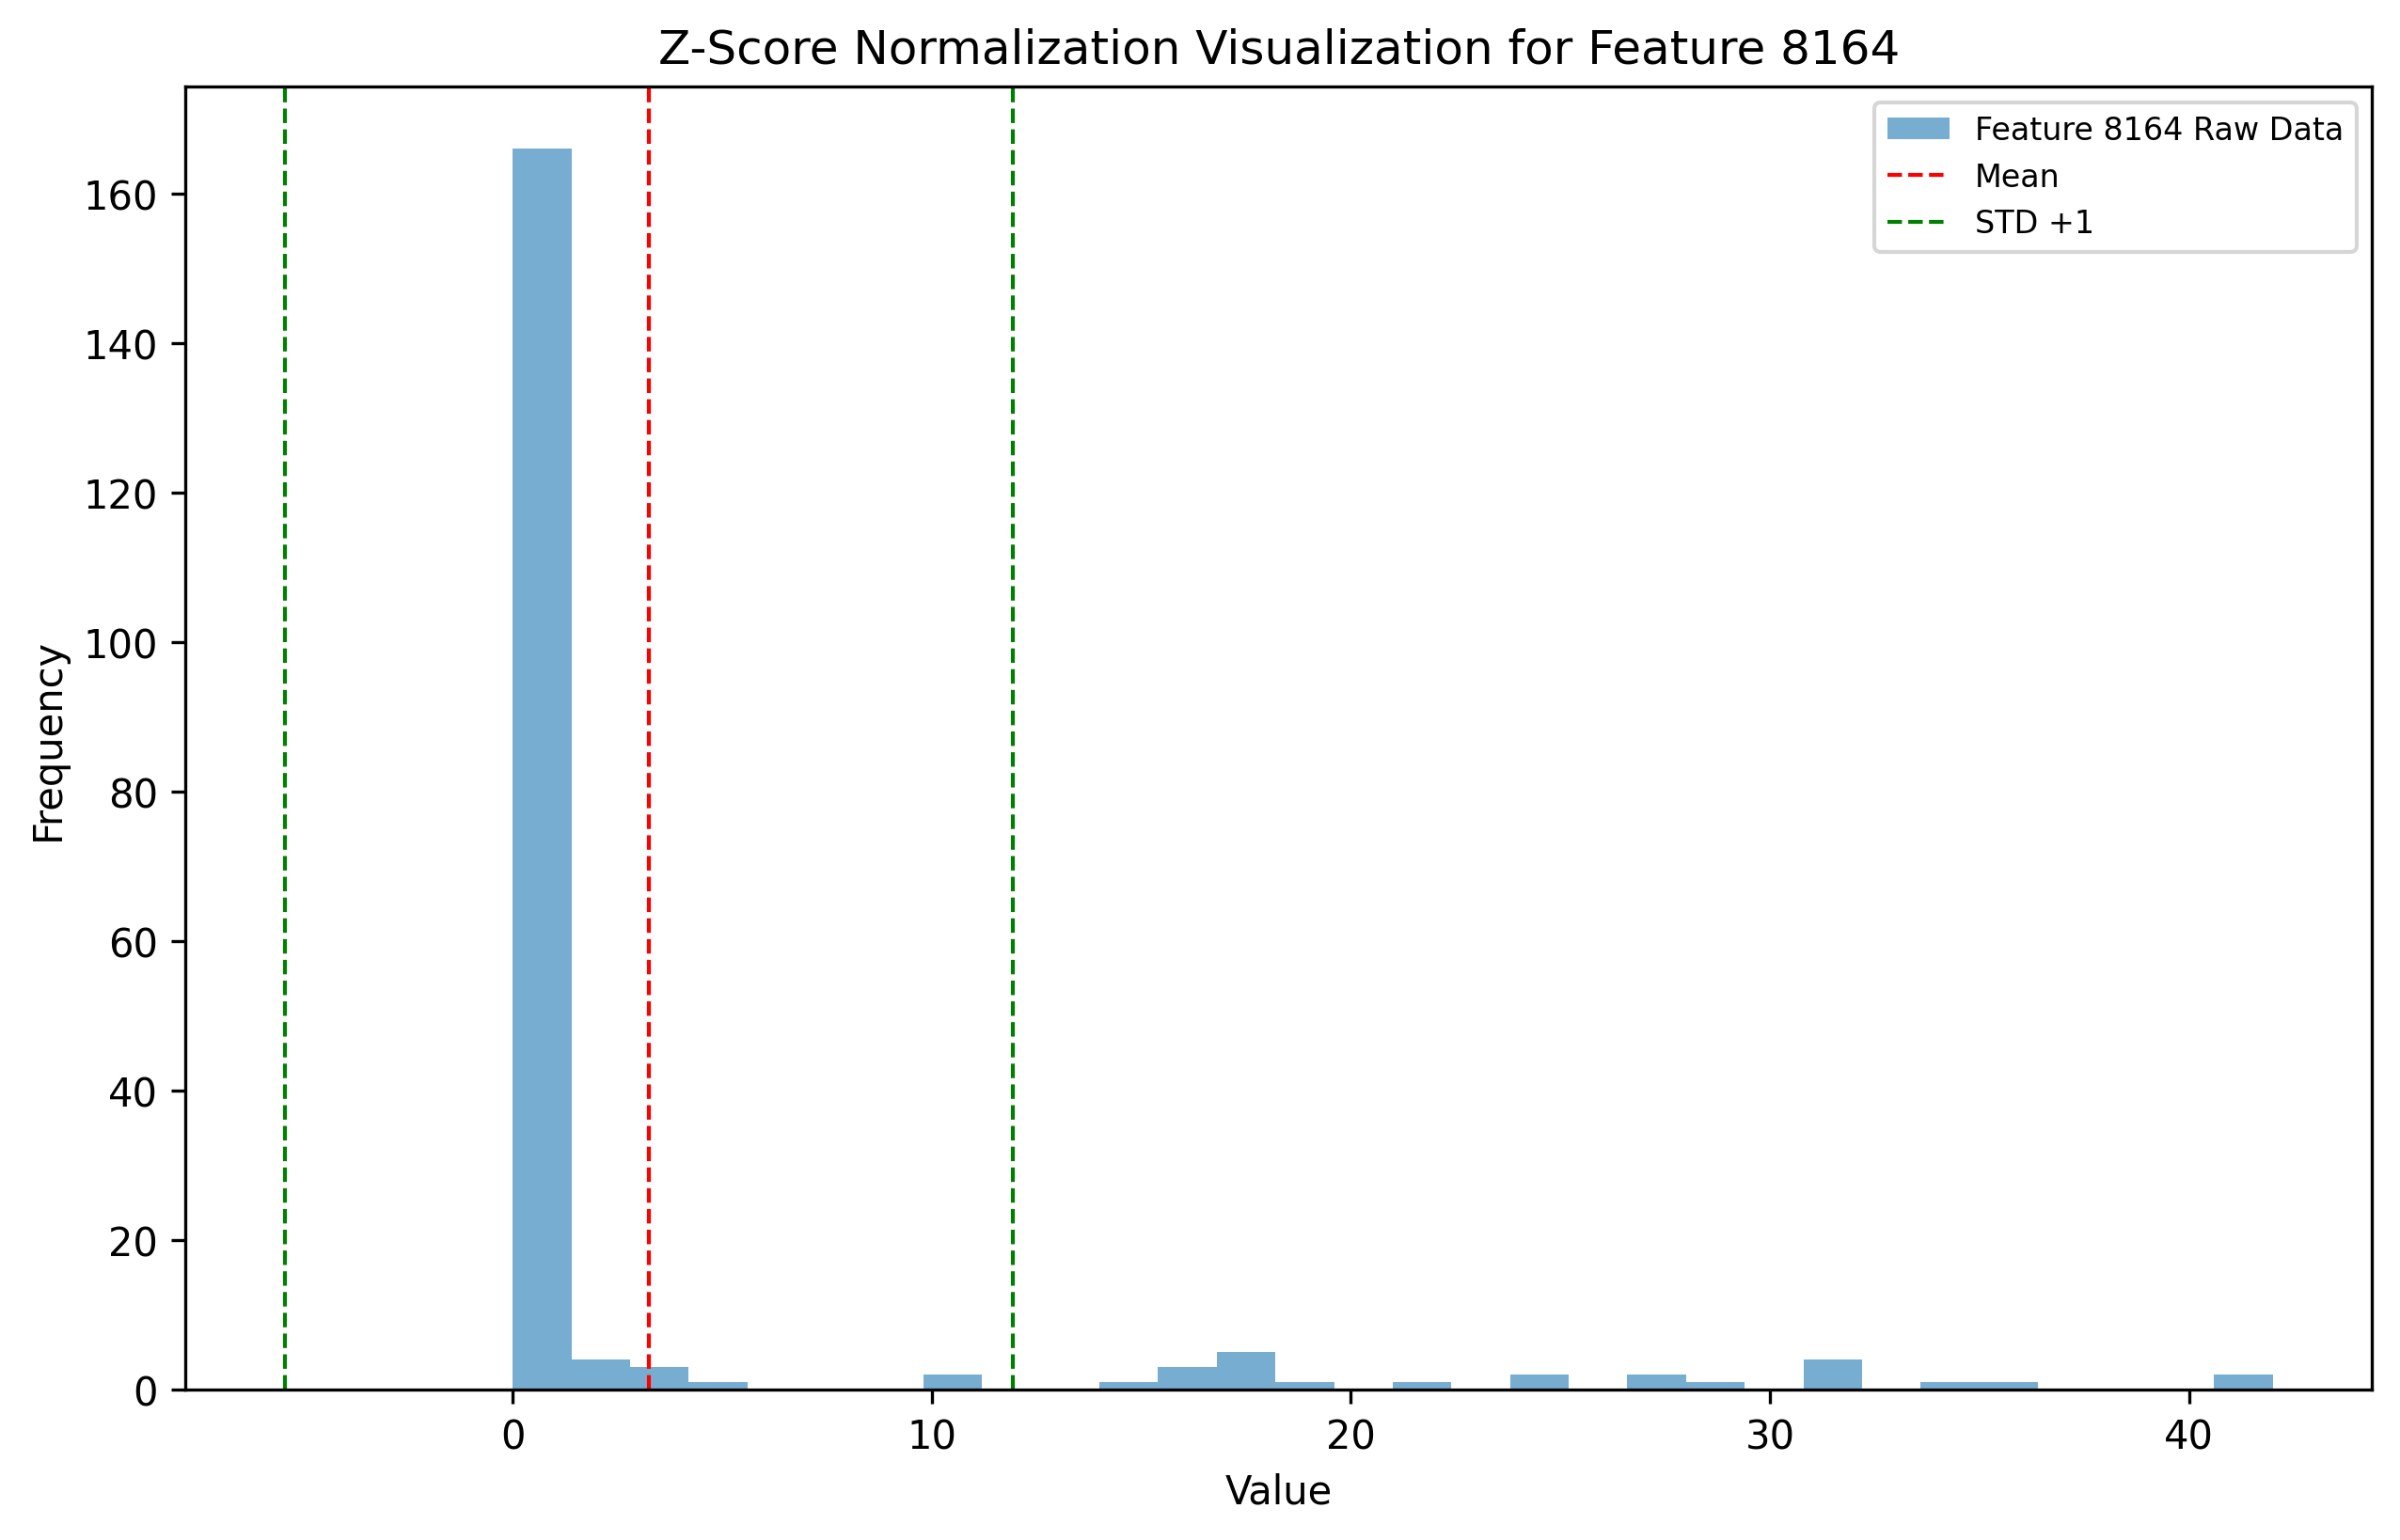 Z-Score Normalization Visualization for Feature 8164
Feature 8164 Raw Data
Mean
STD +1
160
140
120
100
80
60
40
20
0
Frequency
0 10 20 30 40
Value